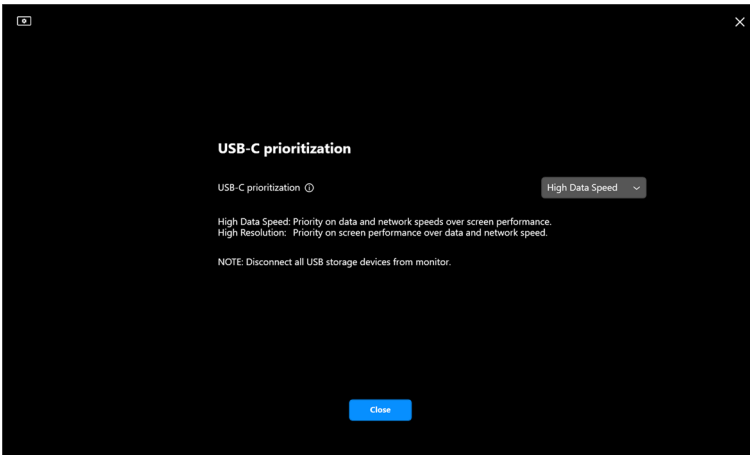 USB-C prioritization
USB-C prioritization
High Data Speed
High Data Speed: Priority on data and network speeds over screen performance.
High Resolution: Priority on screen performance over data and network speed.
NOTE: Disconnect all USB storage devices from monitor.
Close